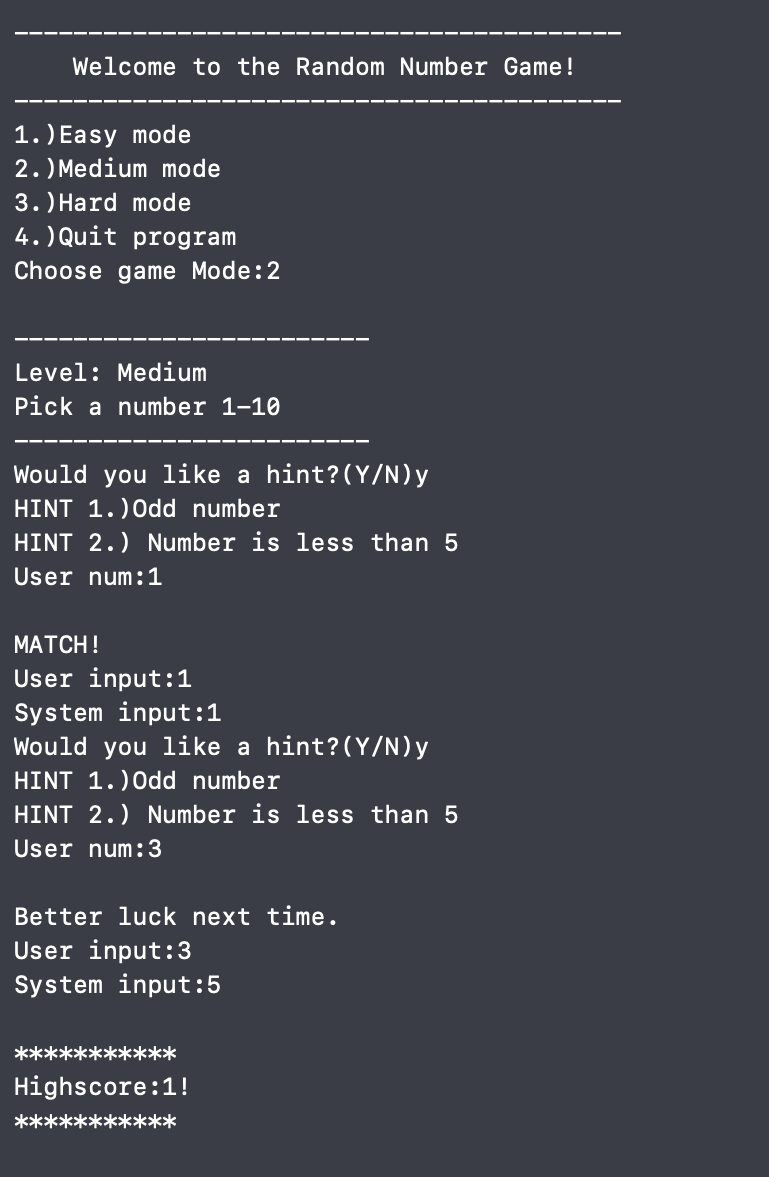 -----------------------------------------
Welcome to the Random Number Game!
-----------------------------------------
1.)Easy mode
2.)Medium mode
3.)Hard mode
4.)Quit program
Choose game Mode:2
------------------------
Level: Medium
Pick a number 1-10
------------------------
Would you like a hint?(Y/N)y
HINT 1.)Odd number
HINT 2.) Number is less than 5
User num:1
MATCH!
User input:1
System input:1
Would you like a hint?(Y/N)y
HINT 1.)Odd number
HINT 2.) Number is less than 5
User num:3
Better luck next time.
User input:3
System input:5
***********
Highscore:1!
***********